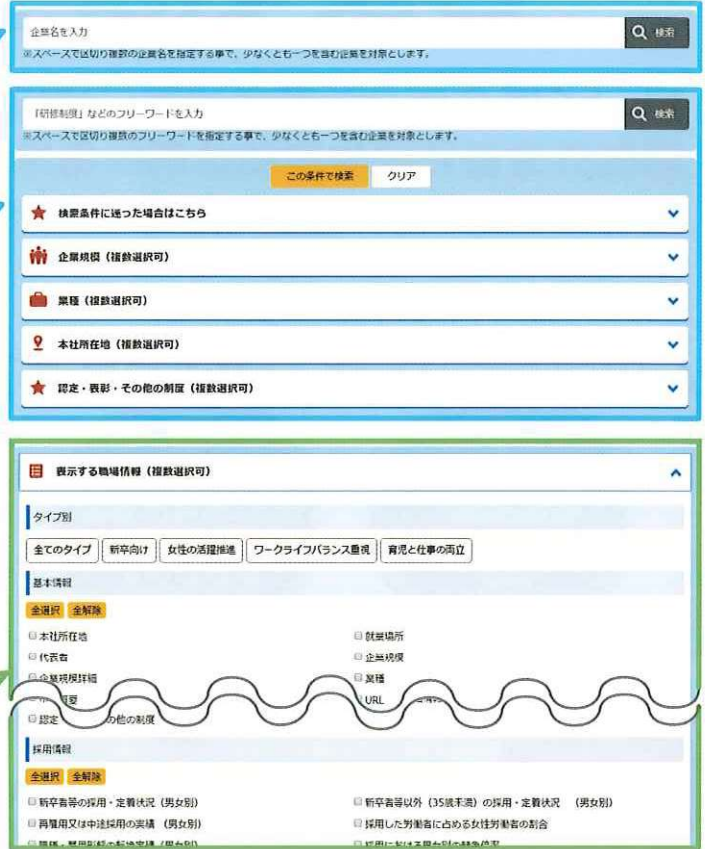 企業名を入力
検索
※スペースで区切り複数の企業名を指定する事で、少なくとも一つを含む企業を対象とします。
「研修制度」などのフリーワードを入力
検索
※スペースで区切り複数のフリーワードを指定する事で、少なくとも一つを含む企業を対象とします。
この条件で検索 クリア
検索条件に迷った場合はこちら
企業規模（複数選択可）
業種（複数選択可）
本社所在地（複数選択可）
認定・表彰・その他の制度（複数選択可）
表示する職場情報（複数選択可）
タイプ別
全てのタイプ 新卒向け 女性の活躍推進 ワークライフバランス重視 育児と仕事の両立
基本情報
全選択 全解除
本社所在地 就業場所
代表者 企業規模
企業規模詳細 業種
URL
認定 の他の制度
採用情報
全選択 全解除
新卒者等の採用・定着状況（男女別） 新卒者等以外（35歳未満）の採用・定着状況 （男女別）
再雇用又は中途採用の実績（男女別） 採用した労働者に占める女性労働者の割合